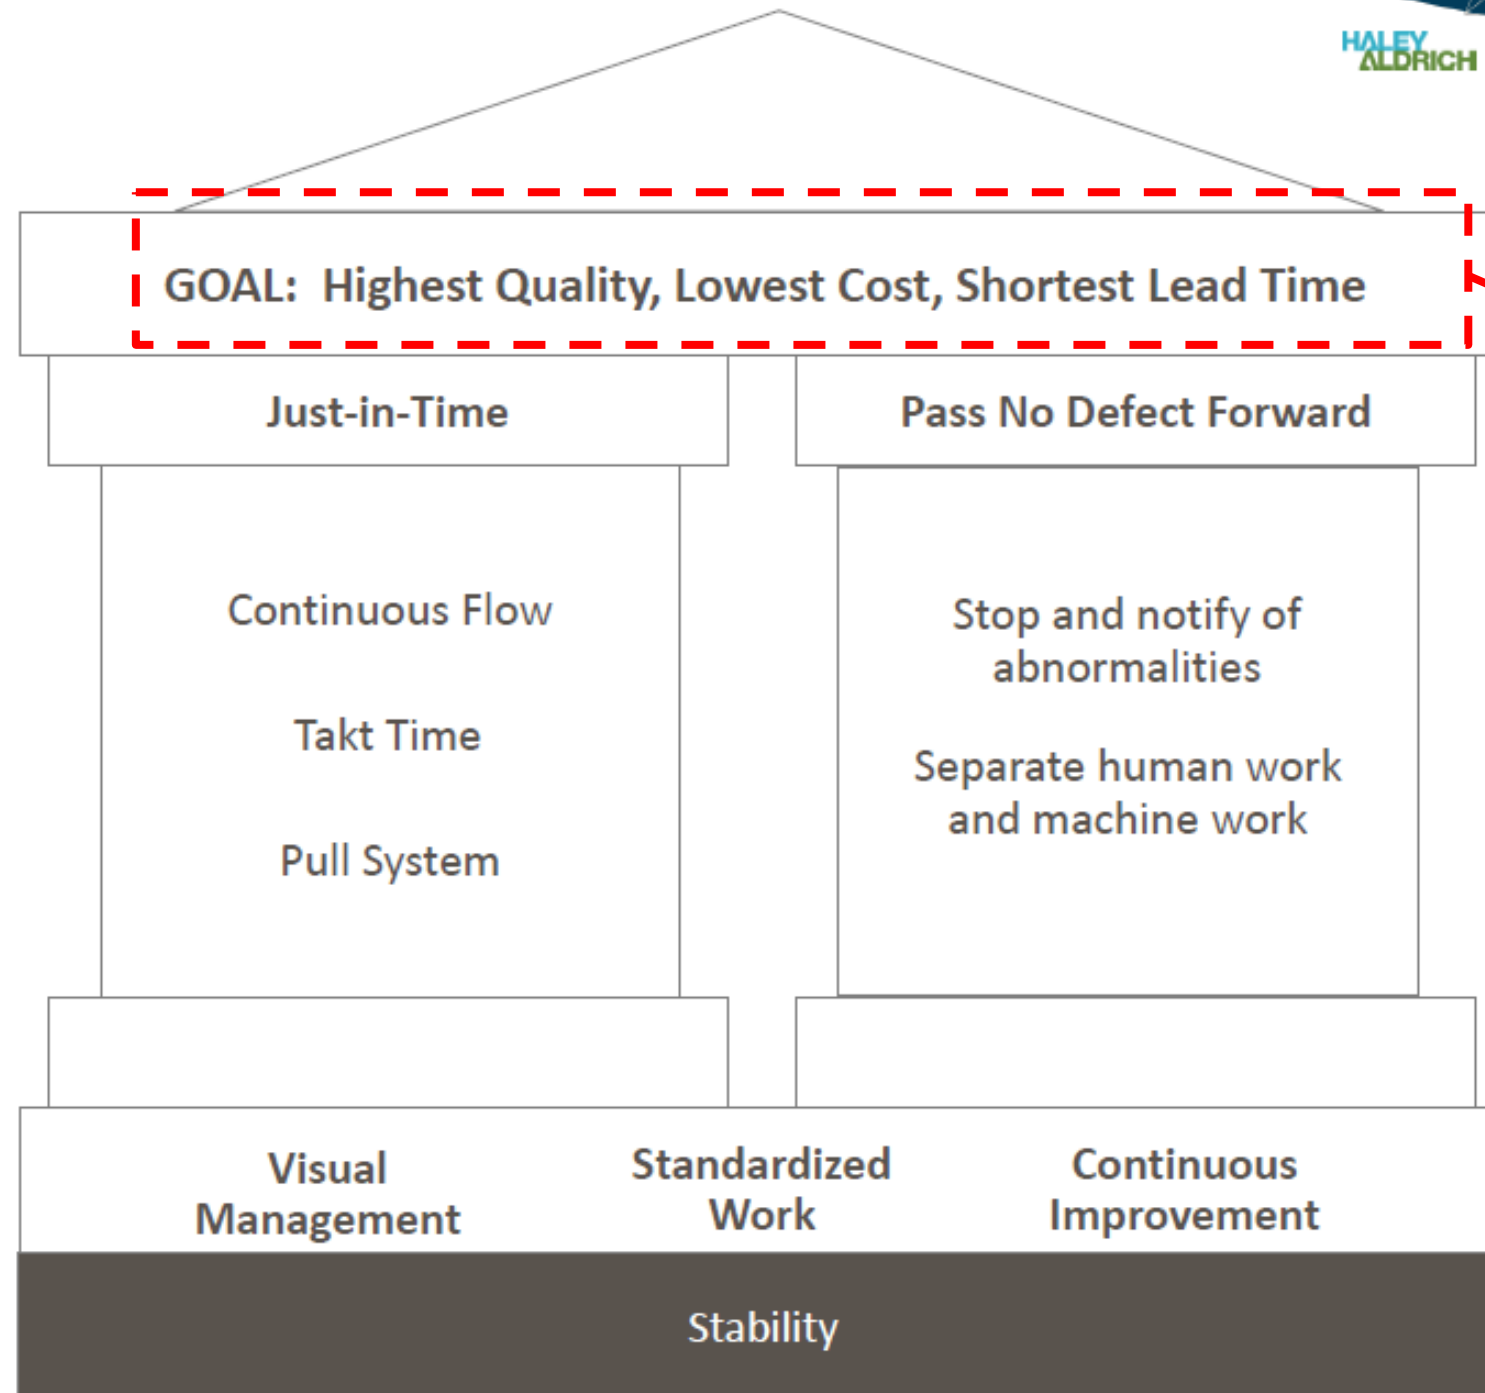 HALEY
ALDRICH
GOAL: Highest Quality, Lowest Cost, Shortest Lead Time
Just-in-Time
Pass No Defect Forward
Continuous Flow
Takt Time
Pull System
Stop and notify of
abnormalities
Separate human work
and machine work
Visual
Management
Standardized
Work
Continuous
Improvement
Stability